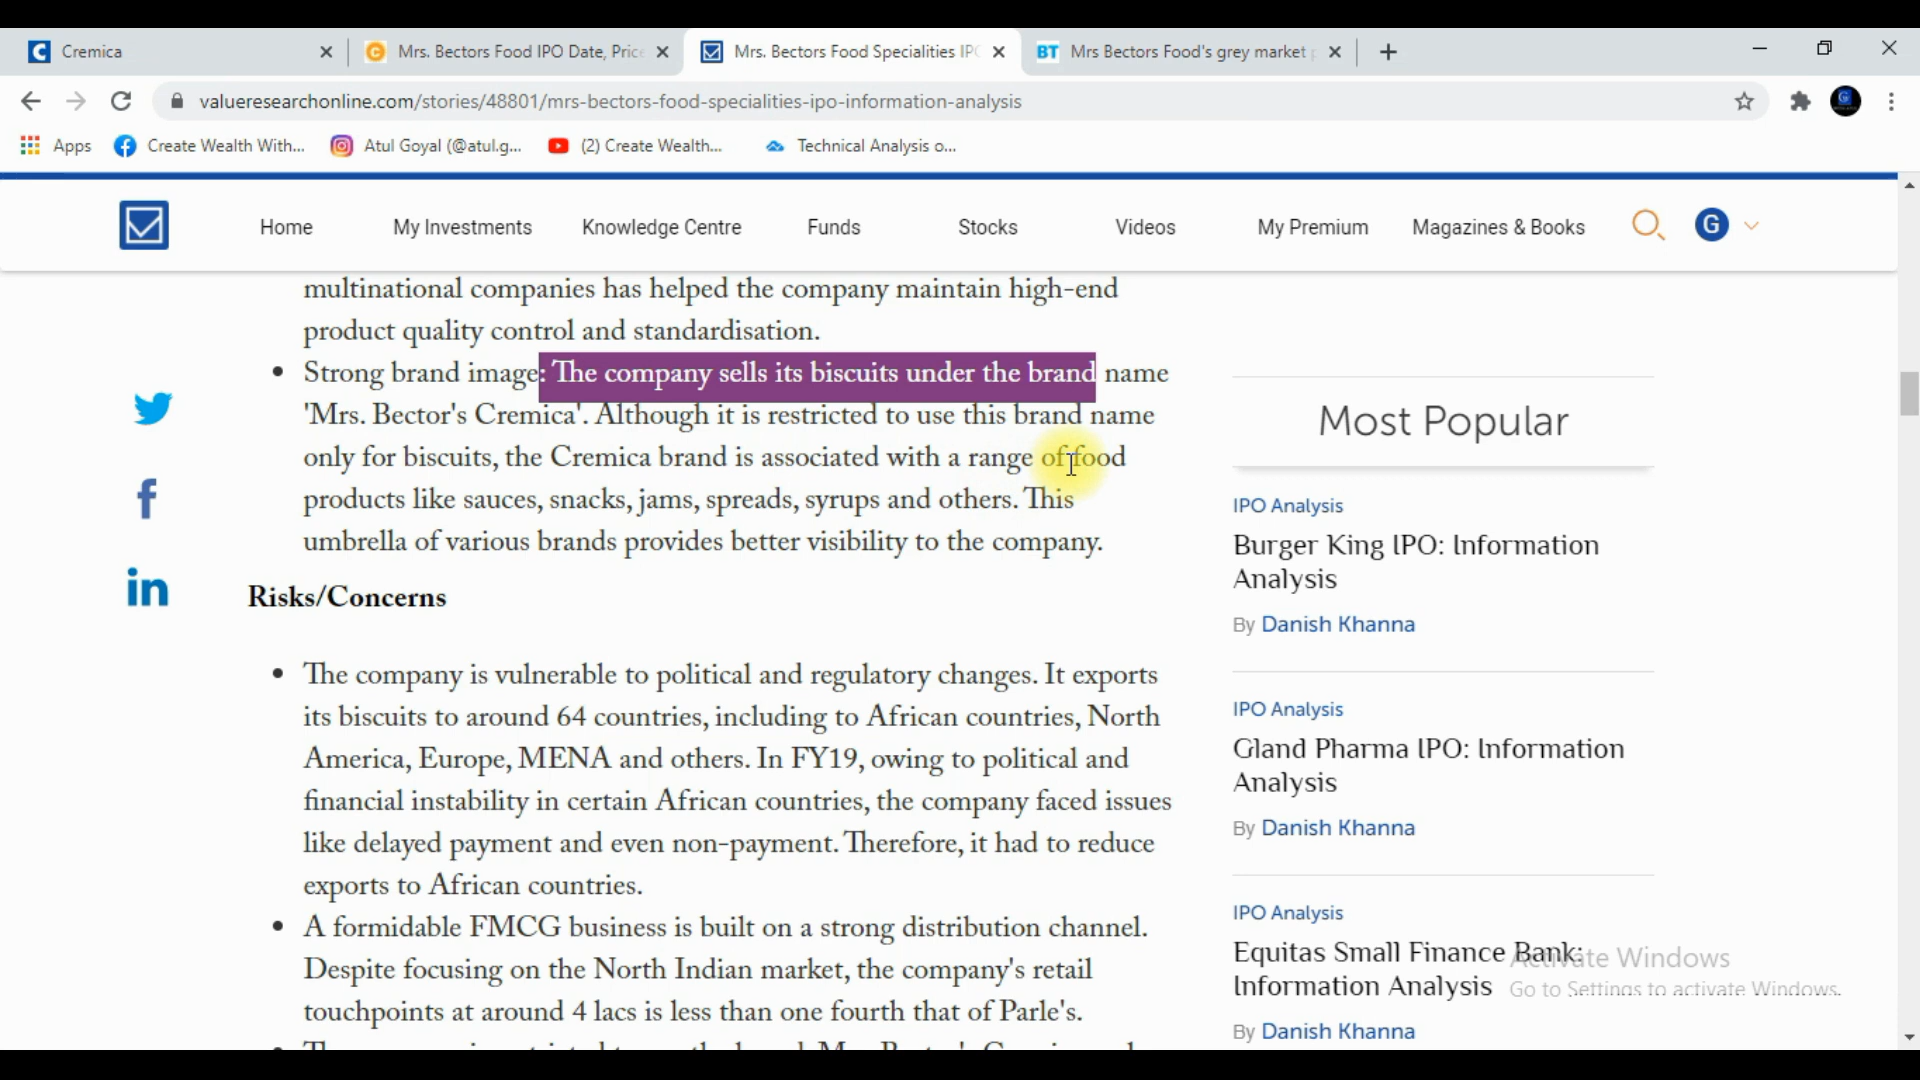 Cremica
Mrs. Bectors Food IPO Date, Price
Mrs. Bectors Food Specialities IPO
BT Mrs Bectors Food's grey market p
valueresearchonline.com/stories/48801/mrs-bectors-food-specialities-ipo-information-analysis
Apps
Create Wealth With...
Atul Goyal (@atul.g...
(2) Create Wealth...
Technical Analysis o...
Home
My Investments
Knowledge Centre
Funds
Stocks
Videos
My Premium
Magazines & Books
G
multinational companies has helped the company maintain high-end
product quality control and standardisation.
• Strong brand image: The company sells its biscuits under the brand name
'Mrs. Bector's Cremica'. Although it is restricted to use this brand name
only for biscuits, the Cremica brand is associated with a range of food
products like sauces, snacks, jams, spreads, syrups and others. This
umbrella of various brands provides better visibility to the company.
Risks/Concerns
• The company is vulnerable to political and regulatory changes. It exports
its biscuits to around 64 countries, including to African countries, North
America, Europe, MENA and others. In FY19, owing to political and
financial instability in certain African countries, the company faced issues
like delayed payment and even non-payment. Therefore, it had to reduce
exports to African countries.
• A formidable FMCG business is built on a strong distribution channel.
Despite focusing on the North Indian market, the company's retail
touchpoints at around 4 lacs is less than one fourth that of Parle's.
Most Popular
IPO Analysis
Burger King IPO: Information
Analysis
By Danish Khanna
IPO Analysis
Gland Pharma IPO: Information
Analysis
By Danish Khanna
IPO Analysis
Equitas Small Finance Bank:
Information Analysis
By Danish Khanna
Activate Windows
Go to Settings to activate Windows.